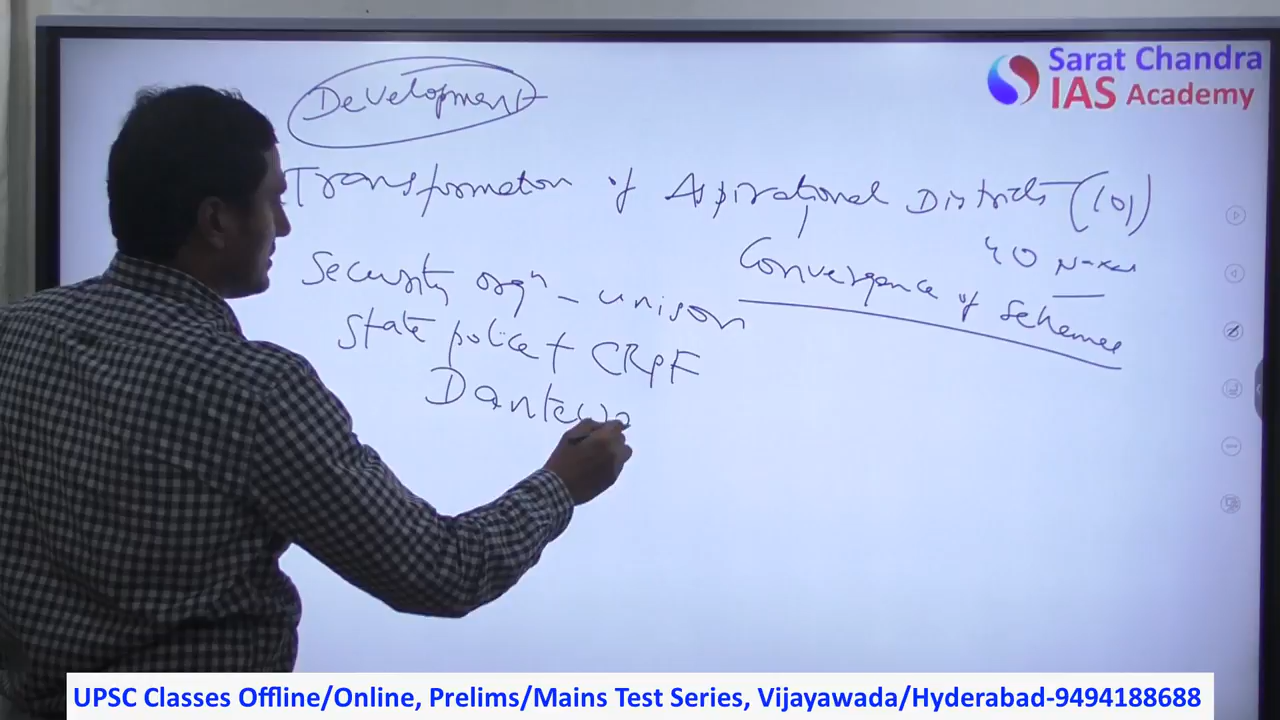 Sarat Chandra
IAS Academy
Development
Transformation of Aspirational Districts (101)
40 Naxal
Convergence of Schemes
Security orgn - unison
State police + CRPF
Dantewa
UPSC Classes Offline/Online, Prelims/Mains Test Series, Vijayawada/Hyderabad-9494188688